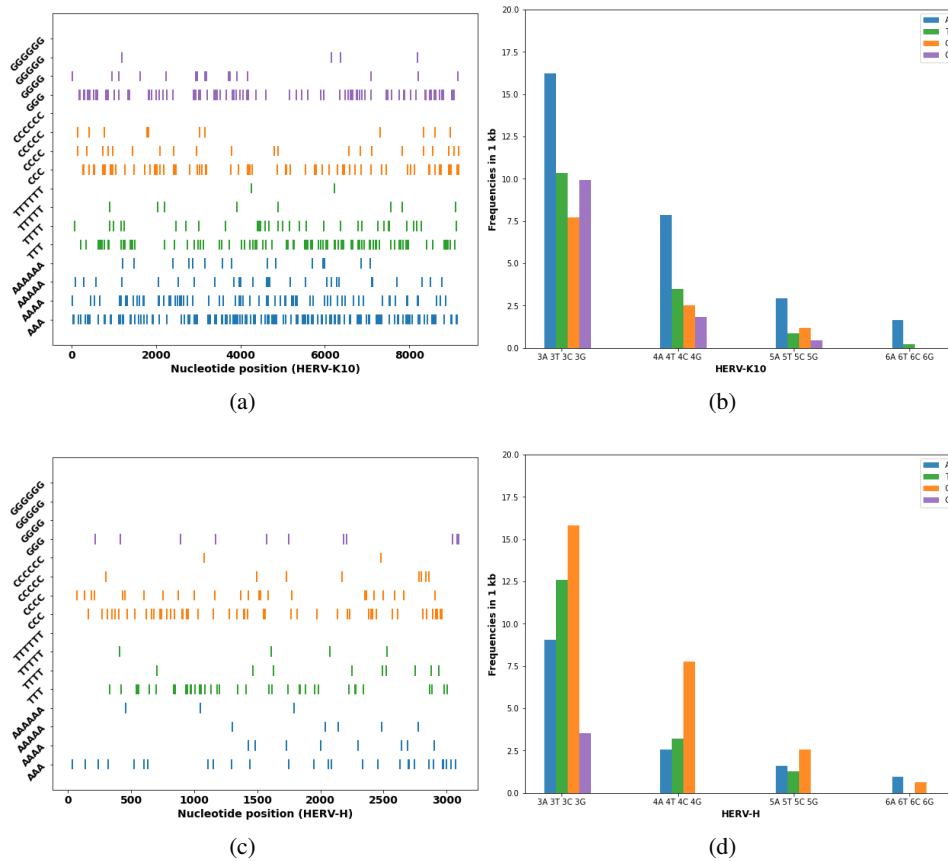 GGGGGG
GGGGG
GGGG
GGG
CCCCCC
CCCCC
CCCC
CCC
TTTTTT
TTTTT
TTTT
TTT
AAAAAA
AAAAA
AAAA
AAA
0 2000 4000 6000 8000
Nucleotide position (HERV-K10)
(a)
20.0
17.5
15.0
12.5
10.0
7.5
5.0
2.5
0.0
Frequencies in 1 kb
A
T
C
3A 3T 3C 3G 4A 4T 4C 4G 5A 5T 5C 5G 6A 6T 6C 6G
HERV-K10
(b)
GGGGGG
GGGGG
GGGG
GGG
CCCCCC
CCCCC
CCCC
CCC
TTTTTT
TTTTT
TTTT
TTT
AAAAAA
AAAAA
AAAA
AAA
0 500 1000 1500 2000 2500 3000
Nucleotide position (HERV-H)
(c)
20.0
17.5
15.0
12.5
10.0
7.5
5.0
2.5
0.0
Frequencies in 1 kb
A
T
3A 3T 3C 3G 4A 4T 4C 4G 5A 5T 5C 5G 6A 6T 6C 6G
HERV-H
(d)